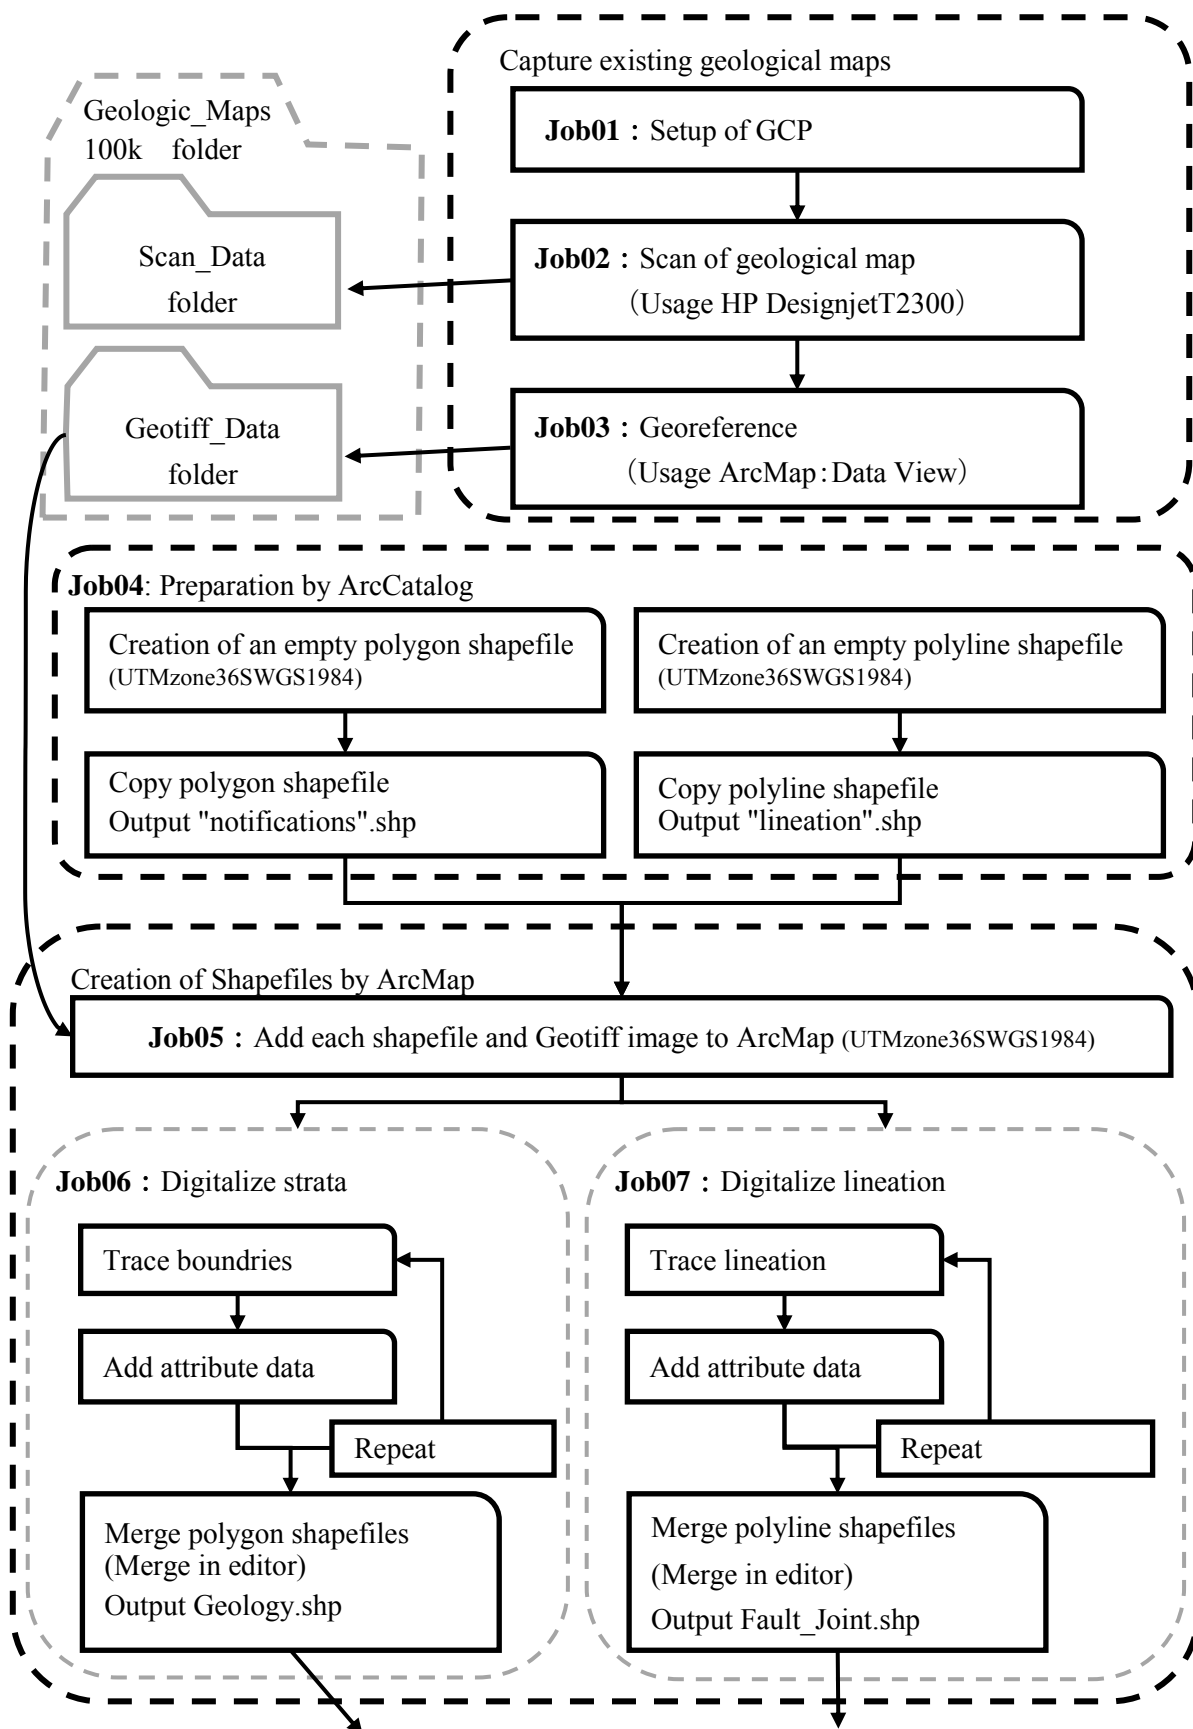 Capture existing geological maps
Geologic_Maps
100k folder
Job01：Setup of GCP
Scan_Data
folder
Job02：Scan of geological map
（Usage HP DesignjetT2300）
Geotiff_Data
folder
Job03：Georeference
（Usage ArcMap：Data View）
Job04: Preparation by ArcCatalog
Creation of an empty polygon shapefile
(UTMzone36SWGS1984)
Creation of an empty polyline shapefile
(UTMzone36SWGS1984)
Copy polygon shapefile
Output "notifications".shp
Copy polyline shapefile
Output "lineation".shp
Creation of Shapefiles by ArcMap
Job05：Add each shapefile and Geotiff image to ArcMap (UTMzone36SWGS1984)
Job06：Digitalize strata
Trace boundries
Add attribute data
Repeat
Merge polygon shapefiles
(Merge in editor)
Output Geology.shp
Job07：Digitalize lineation
Trace lineation
Add attribute data
Repeat
Merge polyline shapefiles
(Merge in editor)
Output Fault_Joint.shp